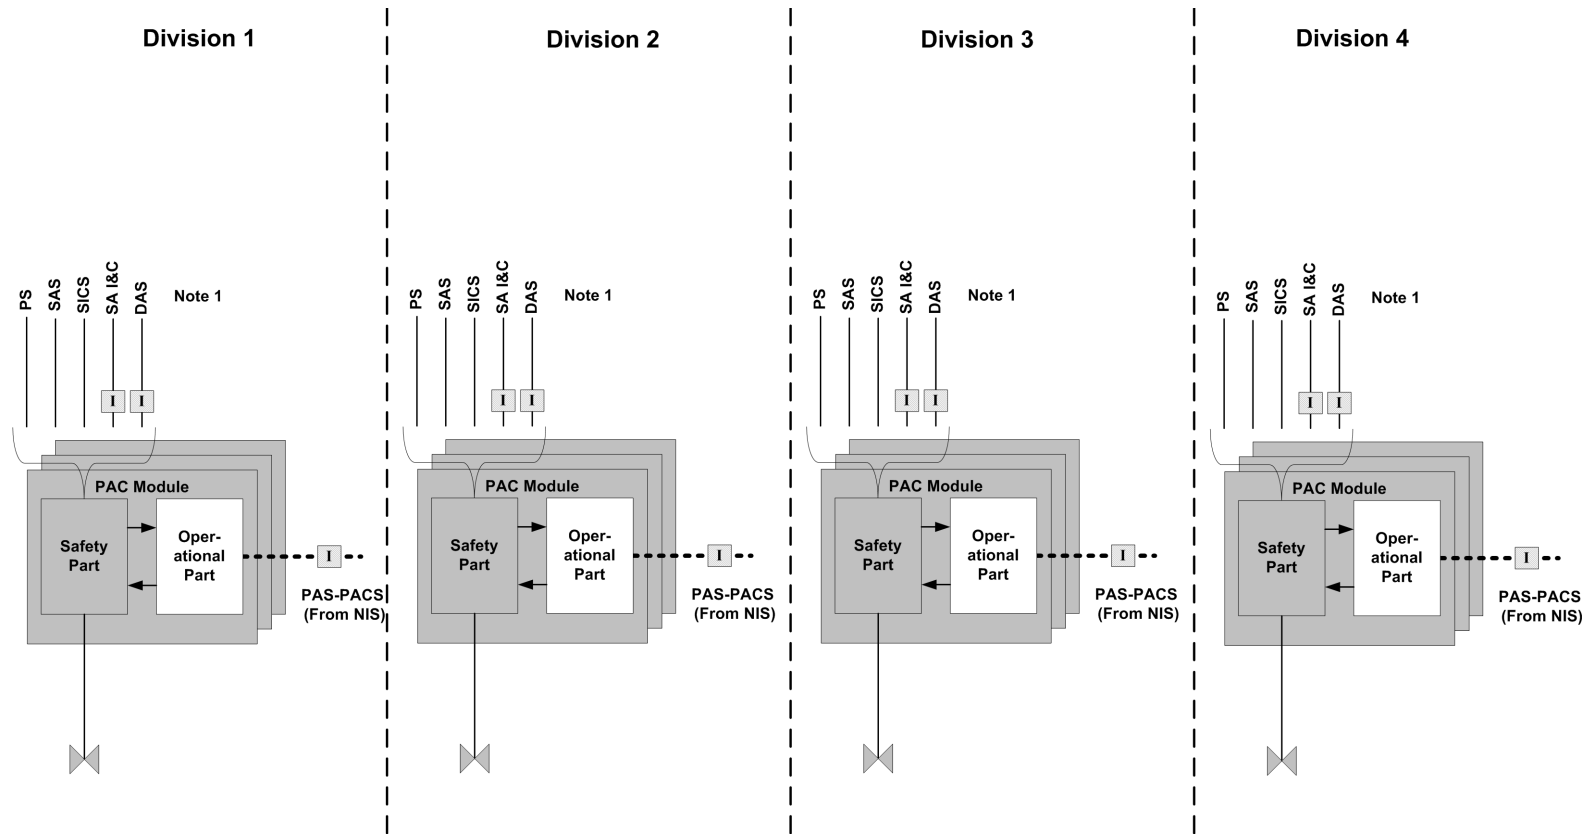 Division 1
Division 2
Division 3
Division 4
PS
SAS
SICS
SA I&C
DAS
Note 1
PS
SAS
SICS
SA I&C
DAS
Note 1
PS
SAS
SICS
SA I&C
DAS
Note 1
PS
SAS
SICS
SA I&C
DAS
Note 1
I
I
I
I
I
I
I
I
PAC Module
Safety
Part
Oper-
ational
Part
I
PAS-PACS
(From NIS)
PAC Module
Safety
Part
Oper-
ational
Part
I
PAS-PACS
(From NIS)
PAC Module
Safety
Part
Oper-
ational
Part
I
PAS-PACS
(From NIS)
PAC Module
Safety
Part
Oper-
ational
Part
I
PAS-PACS
(From NIS)